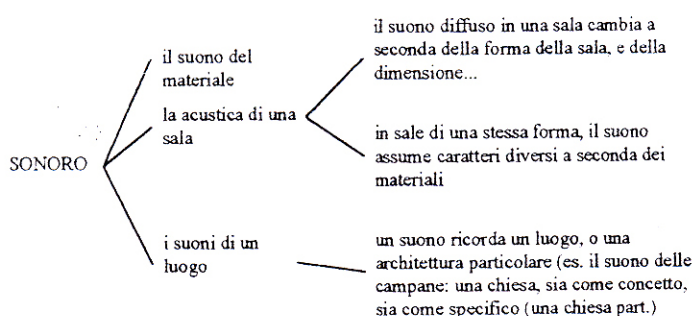 SONORO
il suono del
materiale
la acustica di una
sala
i suoni di un
luogo
il suono diffuso in una sala cambia a
seconda della forma della sala, e della
dimensione...
in sale di una stessa forma, il suono
assume caratteri diversi a seconda dei
materiali
un suono ricorda un luogo, o una
architettura particolare (es. il suono delle
campane: una chiesa, sia come concetto,
sia come specifico (una chiesa part.)